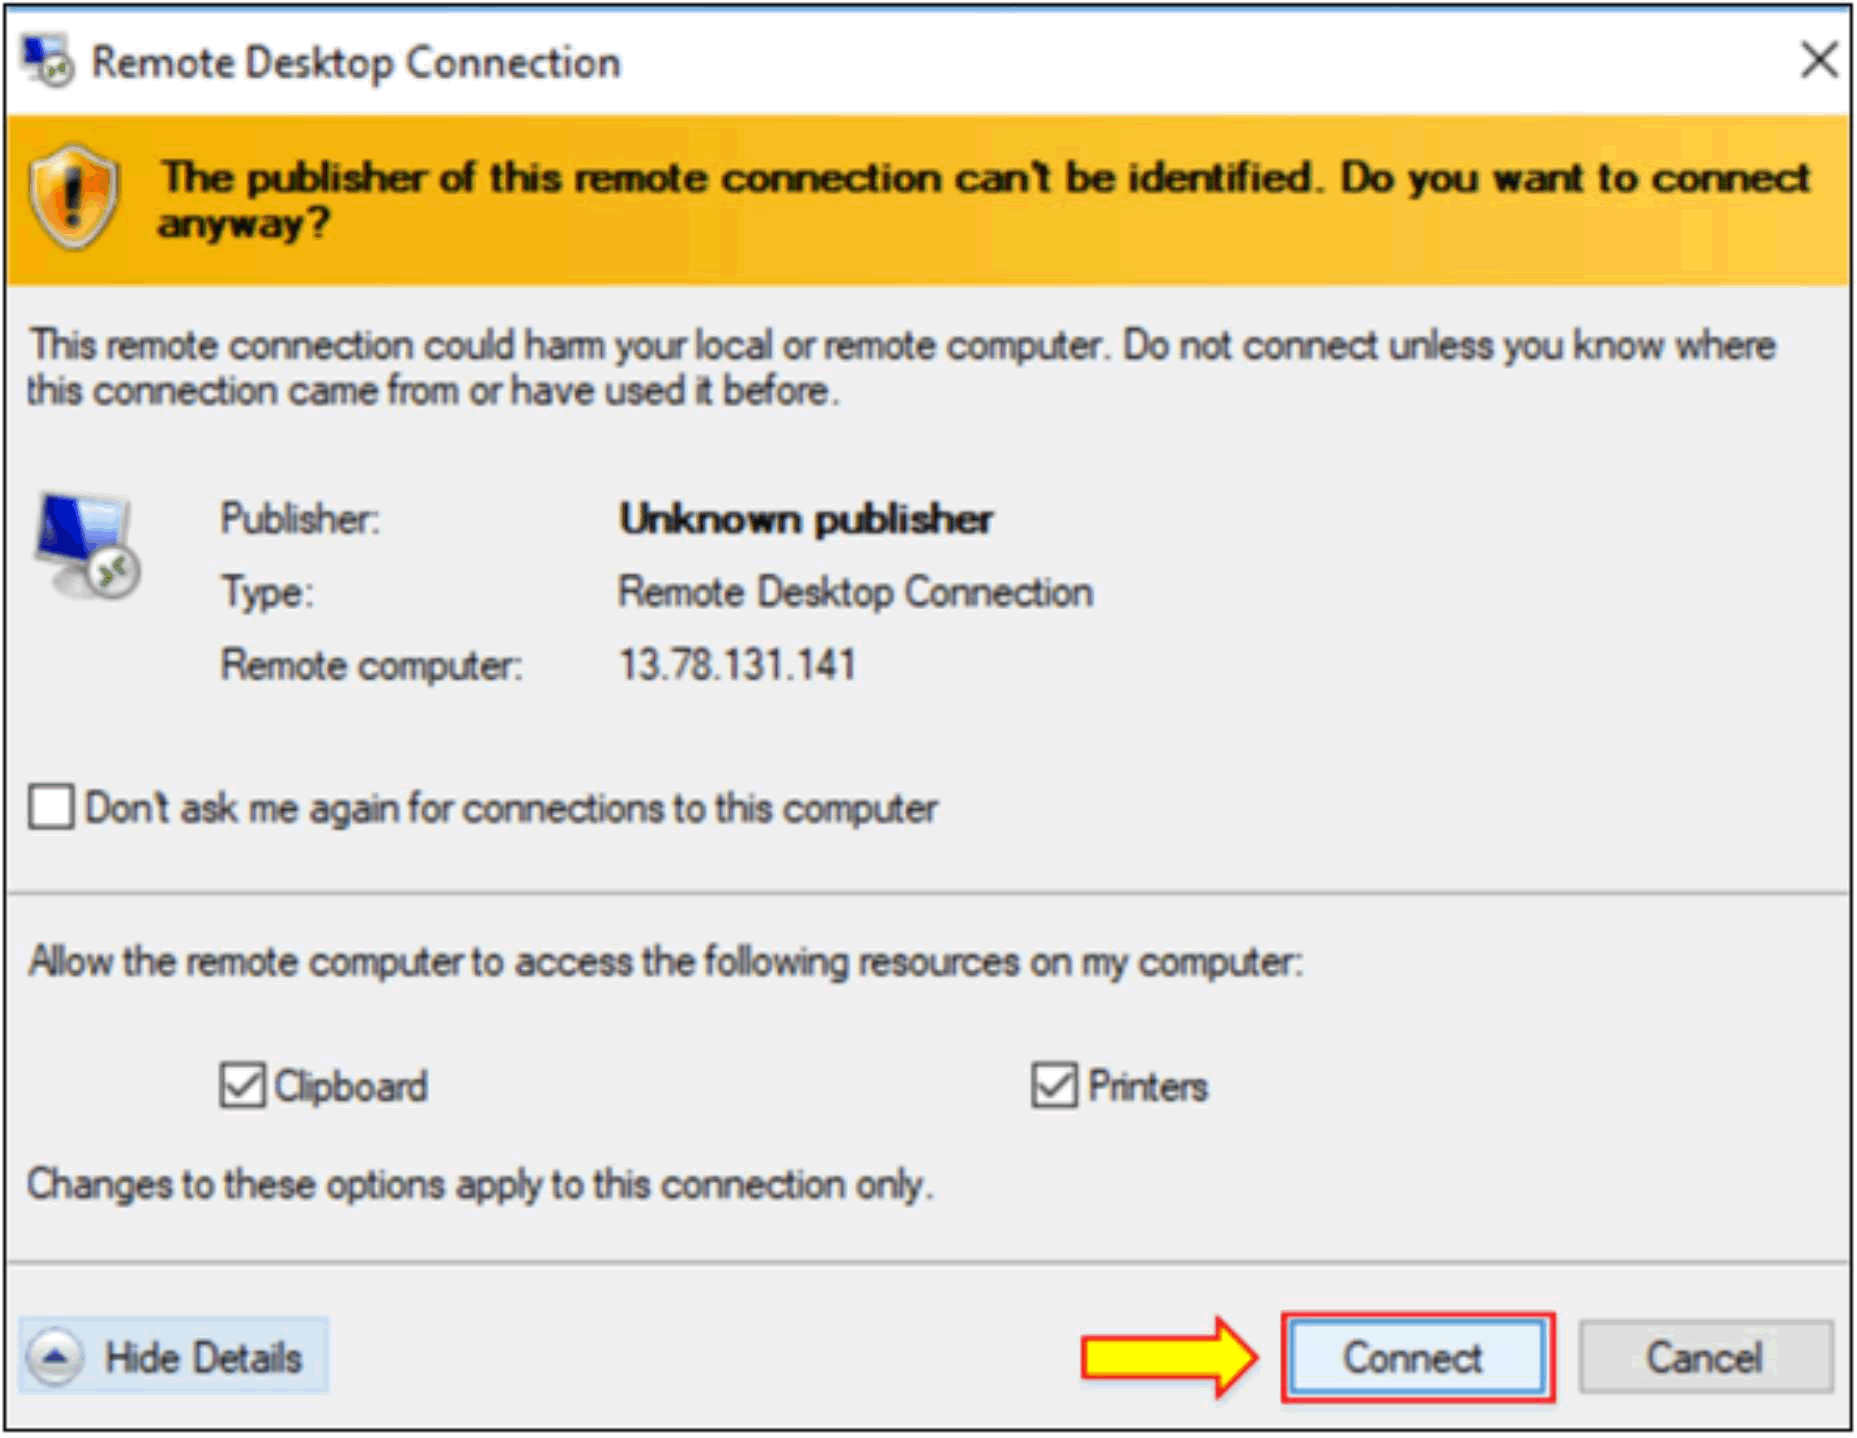 Remote Desktop Connection
The publisher of this remote connection can't be identified. Do you want to connect
anyway?
This remote connection could harm your local or remote computer. Do not connect unless you know where
this connection came from or have used it before.
Publisher: Unknown publisher
Type: Remote Desktop Connection
Remote computer: 13.78.131.141
Don't ask me again for connections to this computer
Allow the remote computer to access the following resources on my computer:
Clipboard Printers
Changes to these options apply to this connection only.
Hide Details Connect Cancel